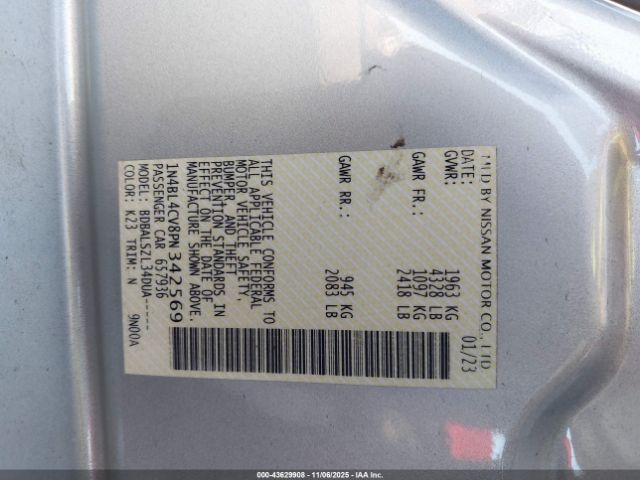 MFD BY NISSAN MOTOR CO., LTD
DATE: 01/23
GVWR: 1963 KG
4328 LB
GAWR FR.: 1097 KG
2418 LB
GAWR RR.: 945 KG
2083 LB
THIS VEHICLE CONFORMS TO
ALL APPLICABLE FEDERAL
MOTOR VEHICLE SAFETY,
BUMPER, AND THEFT
PREVENTION STANDARDS IN
EFFECT ON THE DATE OF
MANUFACTURE SHOWN ABOVE.
1N4BL4CV8PN342569
PASSENGER CAR 657936
MODEL: BDBALSZL34DUA-----
COLOR: K23 TRIM: N 9N00A
000-43629908 - 11/06/2025 - IAA Inc.